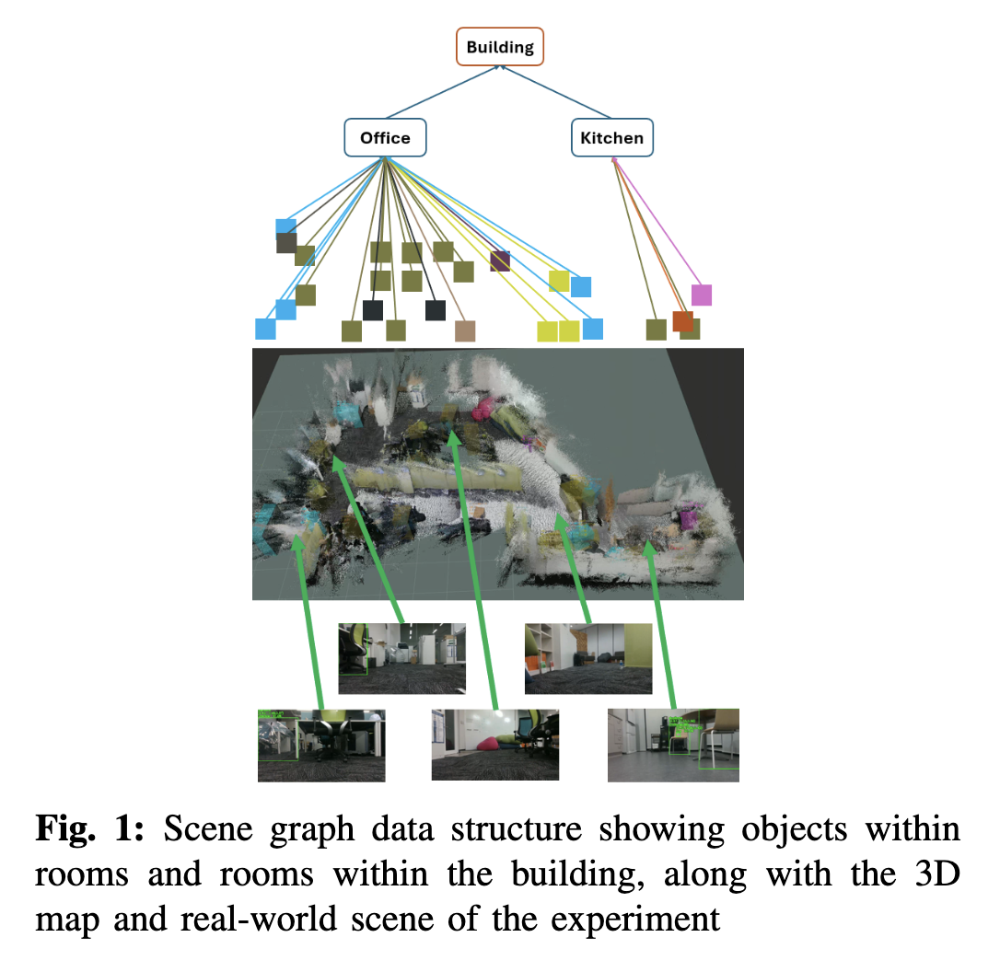 Building
Office
Kitchen
Fig. 1: Scene graph data structure showing objects within
rooms and rooms within the building, along with the 3D
map and real-world scene of the experiment